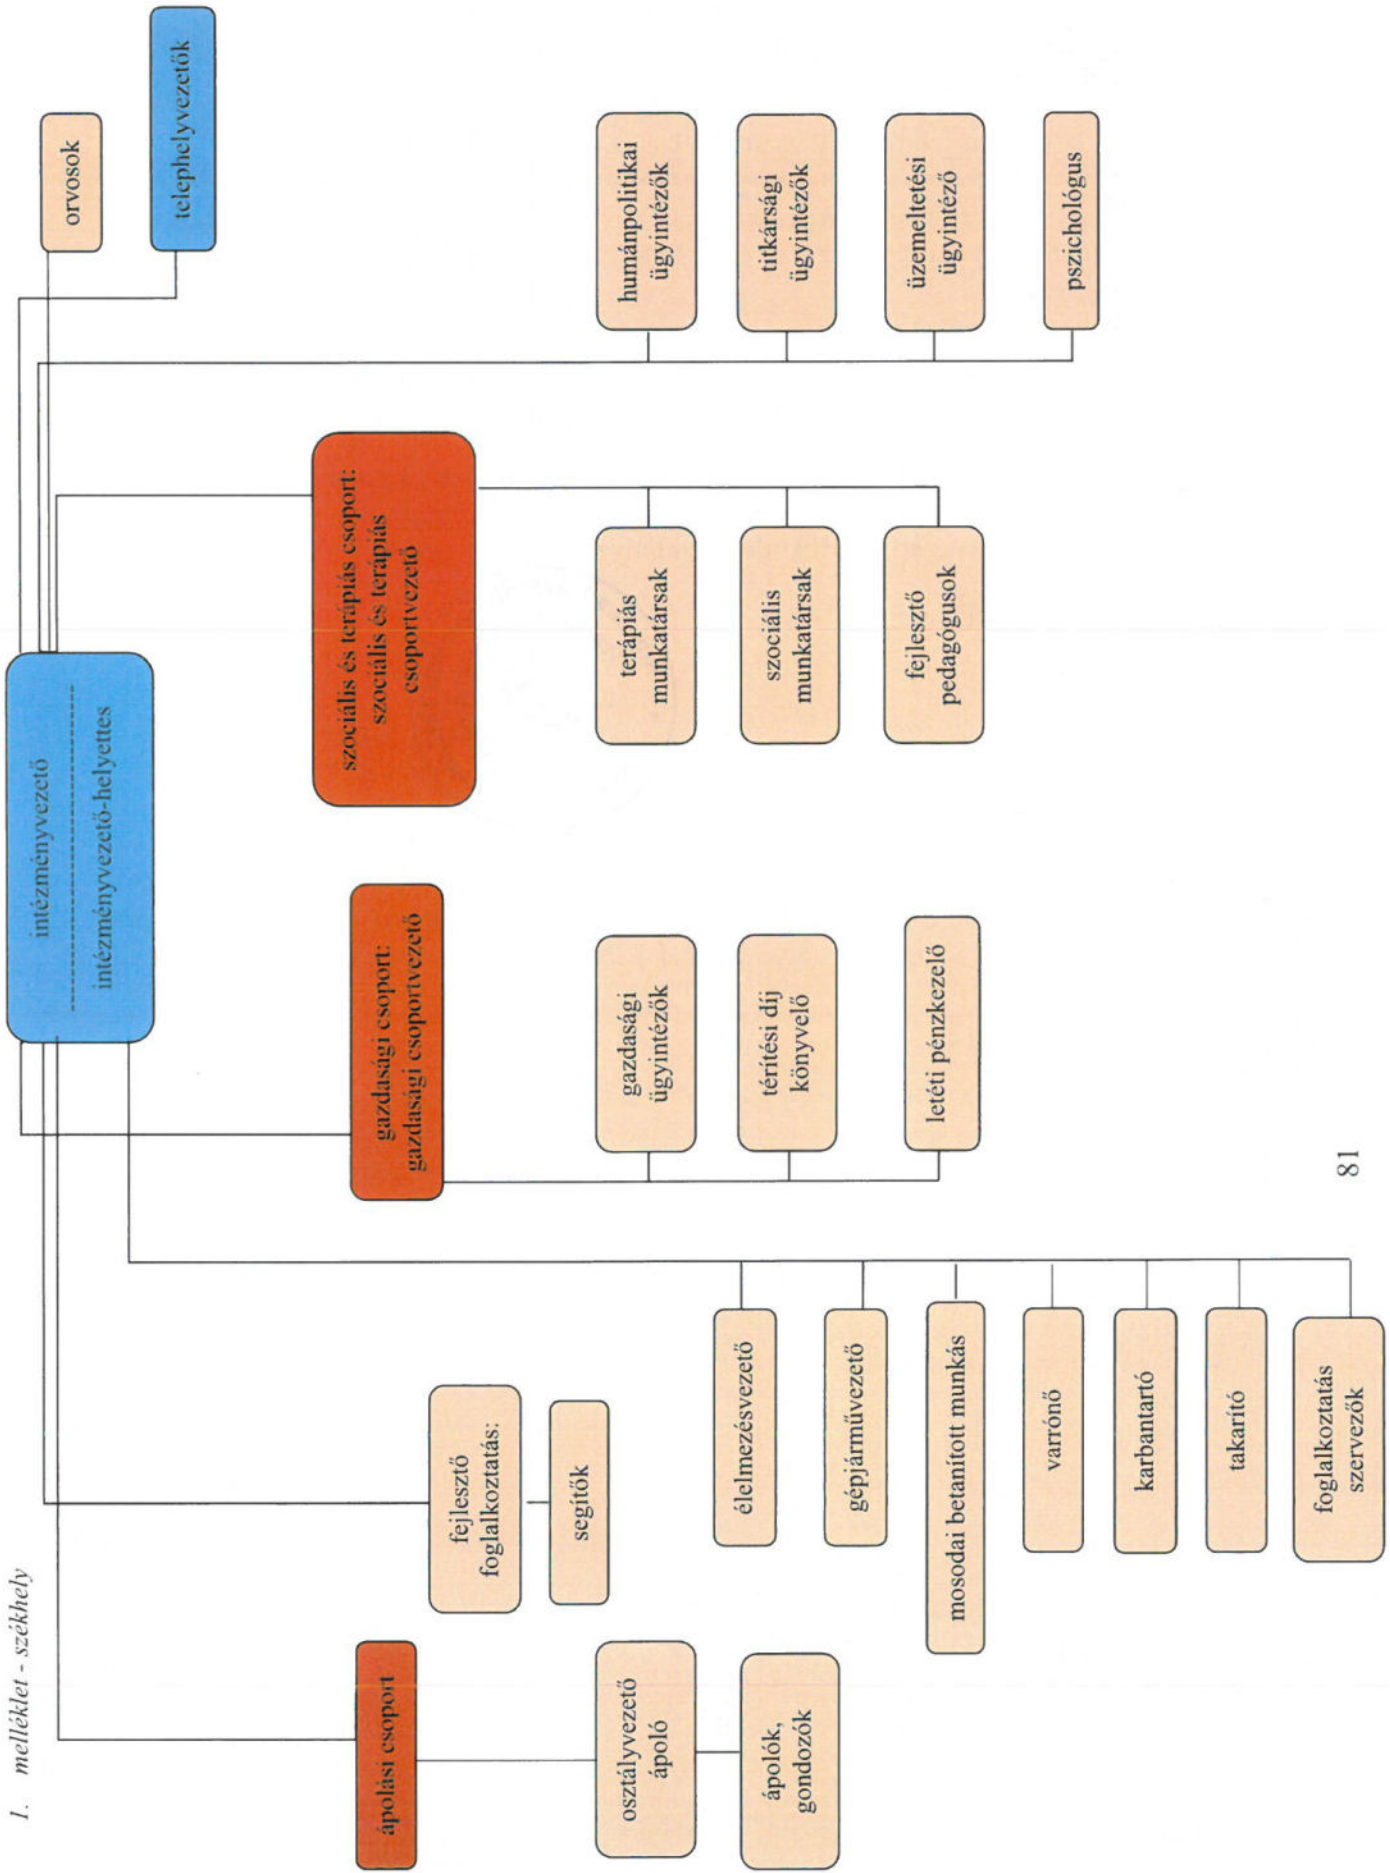 1. melléklet - székhely
intézményvezető
intézményvezető-helyettes
orvosok
telephelyvezetők
ápolási csoport
osztályvezető
ápoló
ápolók,
gondozók
fejlesztő
foglalkoztatás:
segítők
élelmezésvezető
gépjárművezető
mosodai betanított munkás
varrónő
karbantartó
takarító
foglalkoztatás
szervezők
gazdasági csoport:
gazdasági csoportvezető
gazdasági
ügyintézők
térítési díj
könyvelő
letéti pénzkezelő
szociális és terápiás csoport:
szociális és terápiás
csoportvezető
terápiás
munkatársak
szociális
munkatársak
fejlesztő
pedagógusok
humánpolitikai
ügyintézők
titkársági
ügyintézők
üzemeltetési
ügyintéző
pszichológus
81